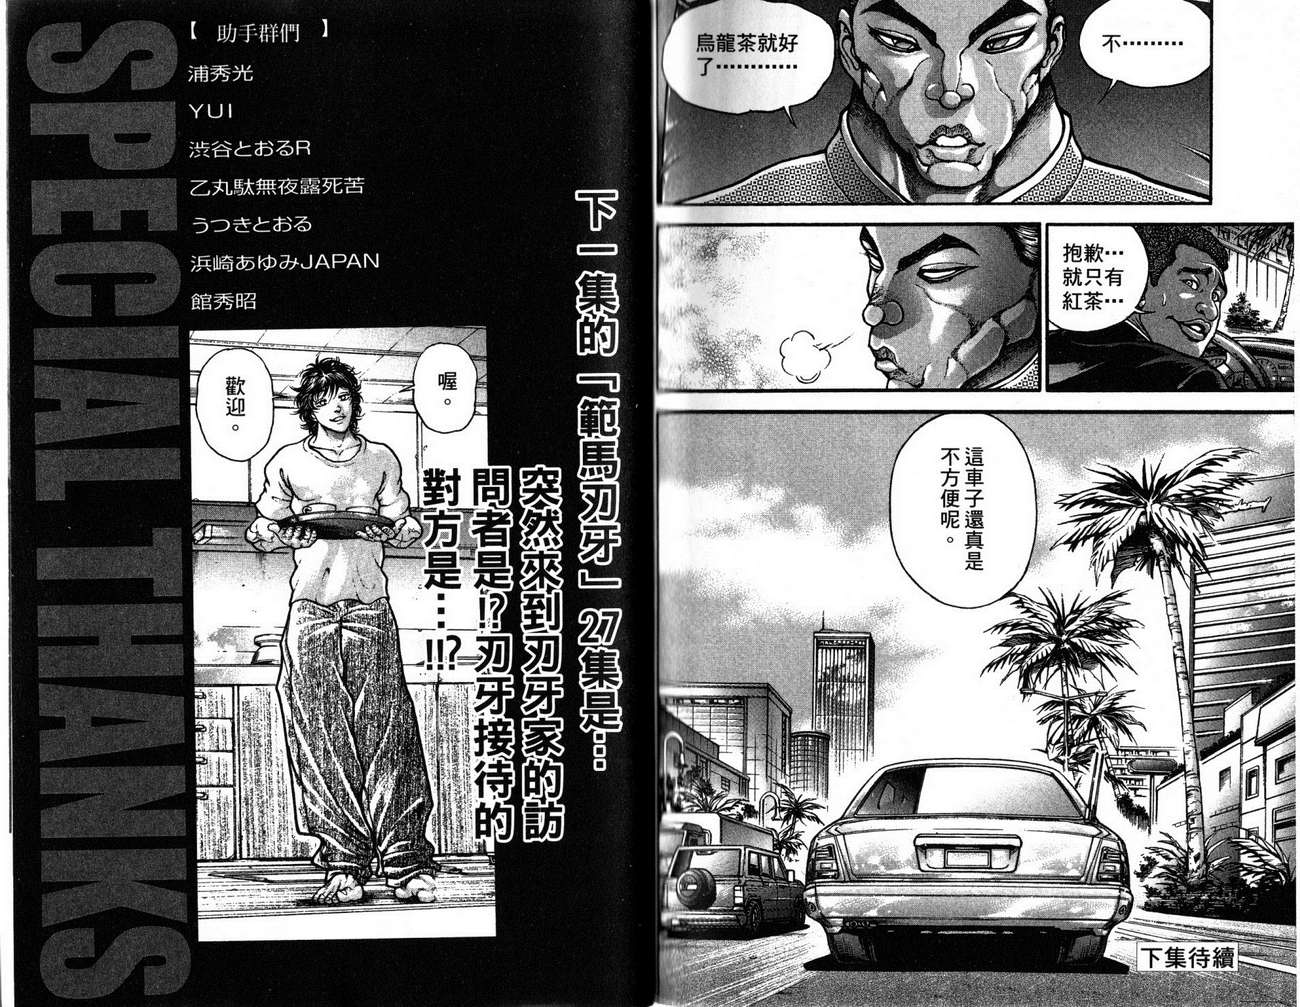 不………
烏龍茶就好
了…………
抱歉…
就只有
紅茶…
這車子還真是
不方便呢。
下集待續
下一集的「範馬刃牙」27集是…
突然來到刃牙家的訪
問者是!?刃牙接待的
對方是…!!?
喔。
歡迎。
【 助手群們 】
浦秀光
YUI
渋谷とおるR
乙丸駄無夜露死苦
うつきとおる
浜崎あゆみJAPAN
館秀昭
SPECIAL THANKS